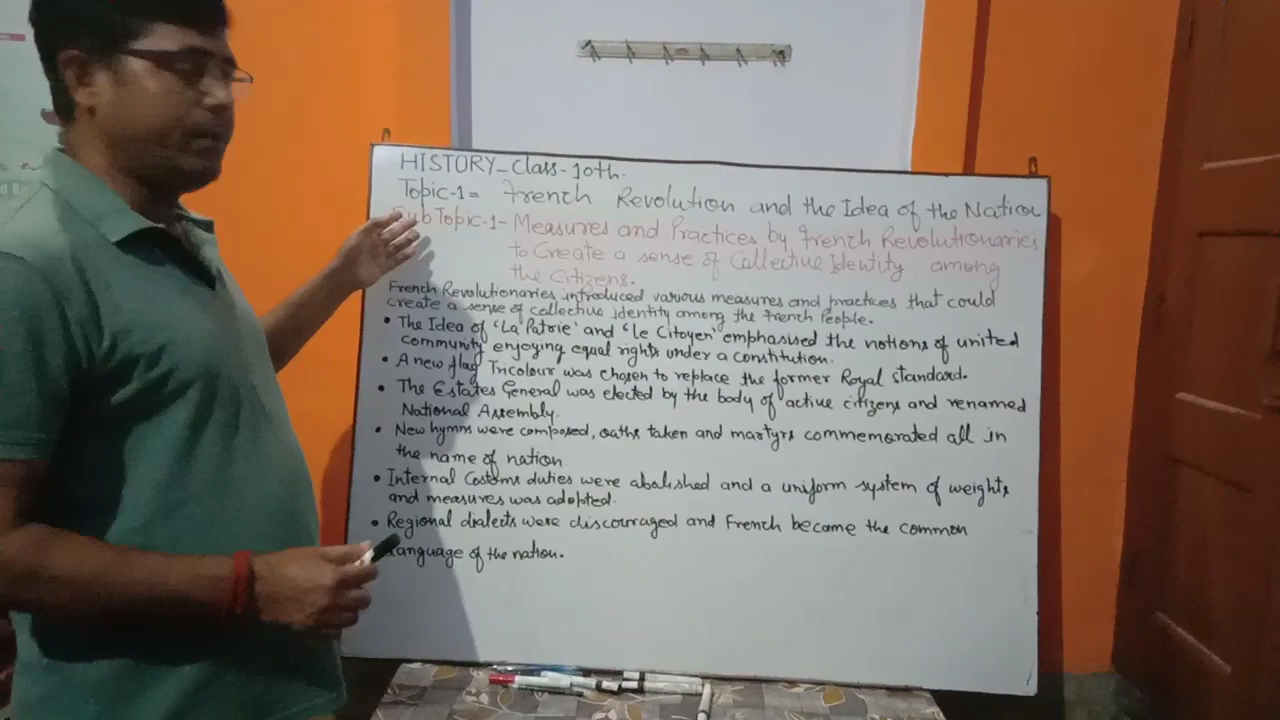 HISTORY-Class-10th.
Topic-1= French Revolution and the Idea of the Nation
SubTopic-1- Measures and Practices by French Revolutionaries
to Create a sense of Collective Identity among
the Citizens.
French Revolutionaries introduced various measures and practices that could
create a sense of collective identity among the French People.
• The Idea of 'La Patrie' and 'le Citoyen' emphasised the notions of united
community enjoying equal rights under a constitution.
• A new flag Tricolour was chosen to replace the former Royal standard.
• The Estates General was elected by the body of active citizens and renamed
National Assembly.
• New hymns were composed, oaths taken and martyrs commemorated all in
the name of nation.
• Internal Customs duties were abolished and a uniform system of weights
and measures was adopted.
• Regional dialects were discouraged and French became the common
language of the nation.